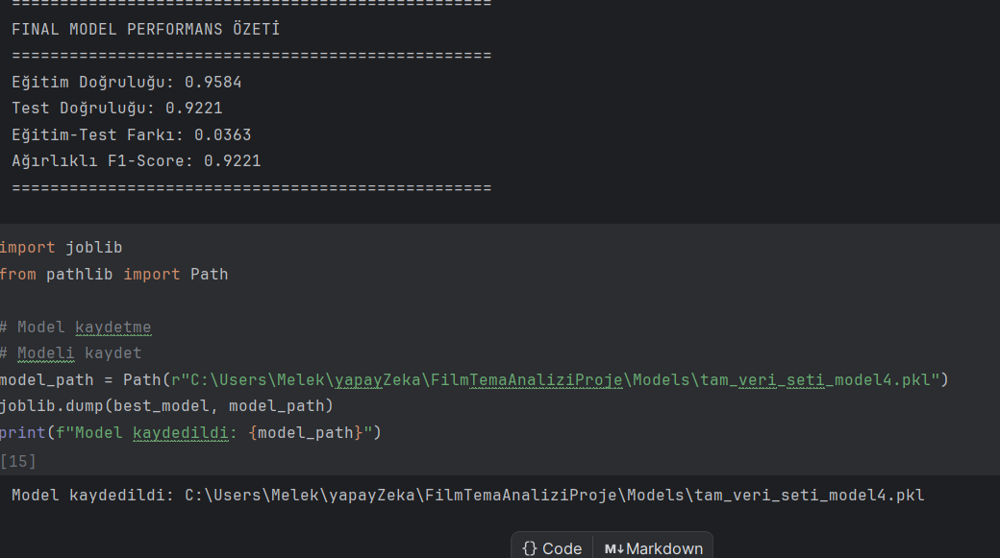 ==================================================
FINAL MODEL PERFORMANS ÖZETİ
==================================================
Eğitim Doğruluğu: 0.9584
Test Doğruluğu: 0.9221
Eğitim-Test Farkı: 0.0363
Ağırlıklı F1-Score: 0.9221
==================================================
import joblib
from pathlib import Path
# Model kaydetme
# Modeli kaydet
model_path = Path(r"C:\Users\Melek\yapayZeka\FilmTemaAnaliziProje\Models\tam_veri_seti_model4.pkl")
joblib.dump(best_model, model_path)
print(f"Model kaydedildi: {model_path}")
[15]
Model kaydedildi: C:\Users\Melek\yapayZeka\FilmTemaAnaliziProje\Models\tam_veri_seti_model4.pkl
{} Code M↓Markdown